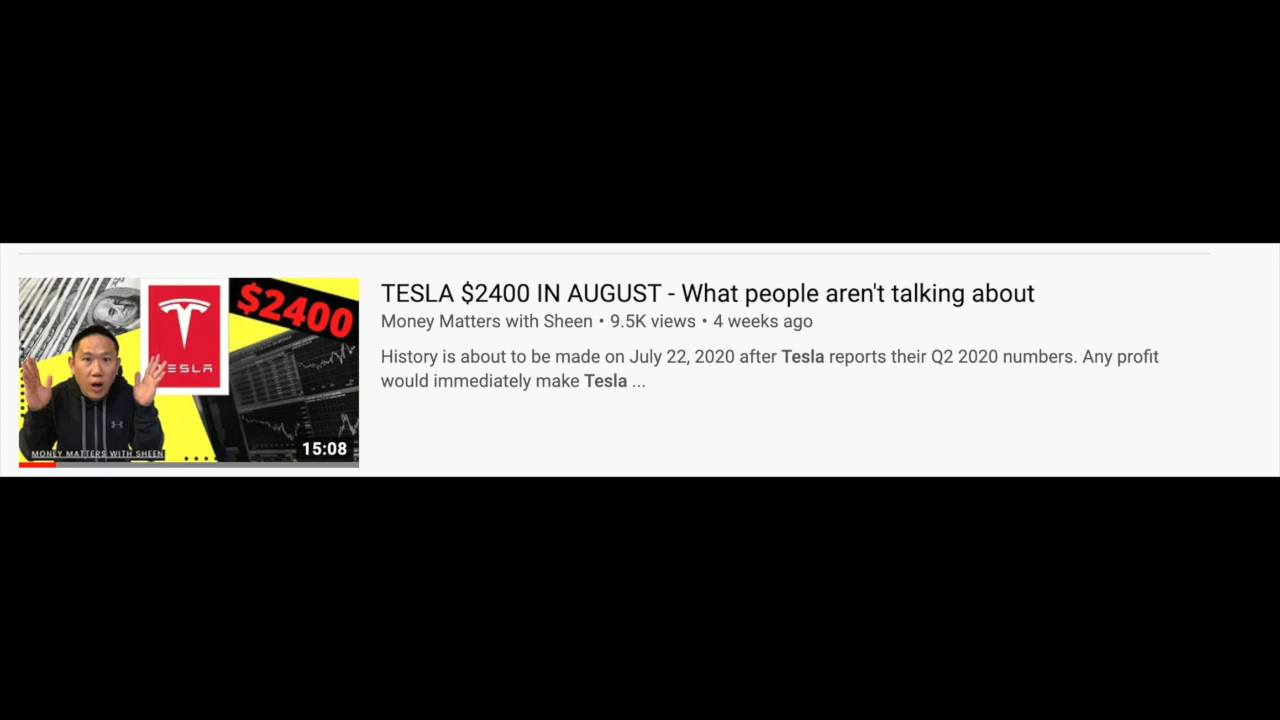 $2400
TESLA
MONEY MATTERS WITH SHEEN
15:08
TESLA $2400 IN AUGUST - What people aren't talking about
Money Matters with Sheen • 9.5K views • 4 weeks ago
History is about to be made on July 22, 2020 after Tesla reports their Q2 2020 numbers. Any profit
would immediately make Tesla ...